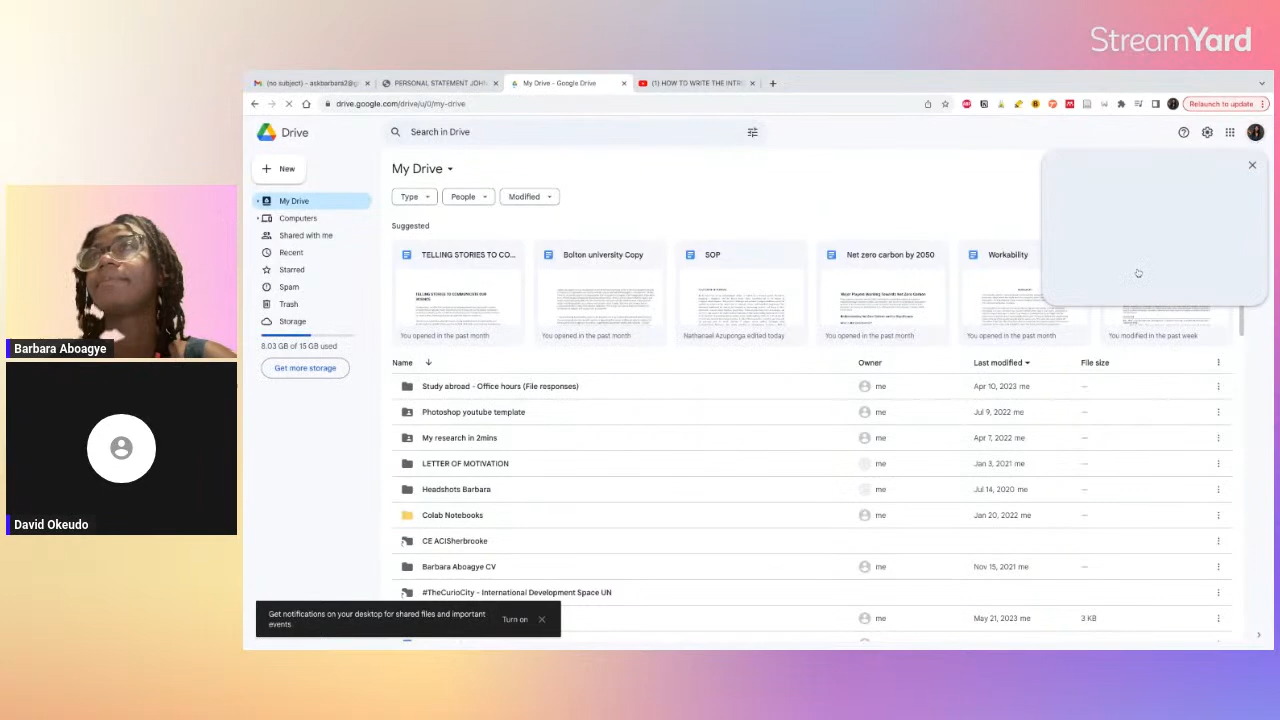 StreamYard
(no subject) - askbarbara2@g
PERSONAL STATEMENT JOH
My Drive - Google Drive
(1) HOW TO WRITE THE INTR
drive.google.com/drive/u/0/my-drive
Relaunch to update
Drive
Search in Drive
New
My Drive
Computers
Shared with me
Recent
Starred
Spam
Trash
Storage
8.03 GB of 15 GB used
Get more storage
My Drive
Type
People
Modified
Suggested
TELLING STORIES TO CO...
Bolton university Copy
SOP
Net zero carbon by 2050
Workability
You opened in the past month
You opened in the past month
Nathanael Azupongo edited today
You opened in the past month
You opened in the past month
You modified in the past week
Name
Owner
Last modified
File size
Study abroad - Office hours (File responses)
me
Apr 10, 2023 me
—
Photoshop youtube template
me
Jul 9, 2022 me
—
My research in 2mins
me
Apr 7, 2022 me
—
LETTER OF MOTIVATION
me
Jan 3, 2021 me
—
Headshots Barbara
me
Jul 14, 2020 me
—
Colab Notebooks
me
Jan 20, 2022 me
—
CE ACISherbrooke
Barbara Aboagye CV
me
Nov 15, 2021 me
—
#TheCurioCity - International Development Space UN
me
May 21, 2023 me
3 KB
Get notifications on your desktop for shared files and important
events
Turn on
Barbara Aboagye
David Okeudo